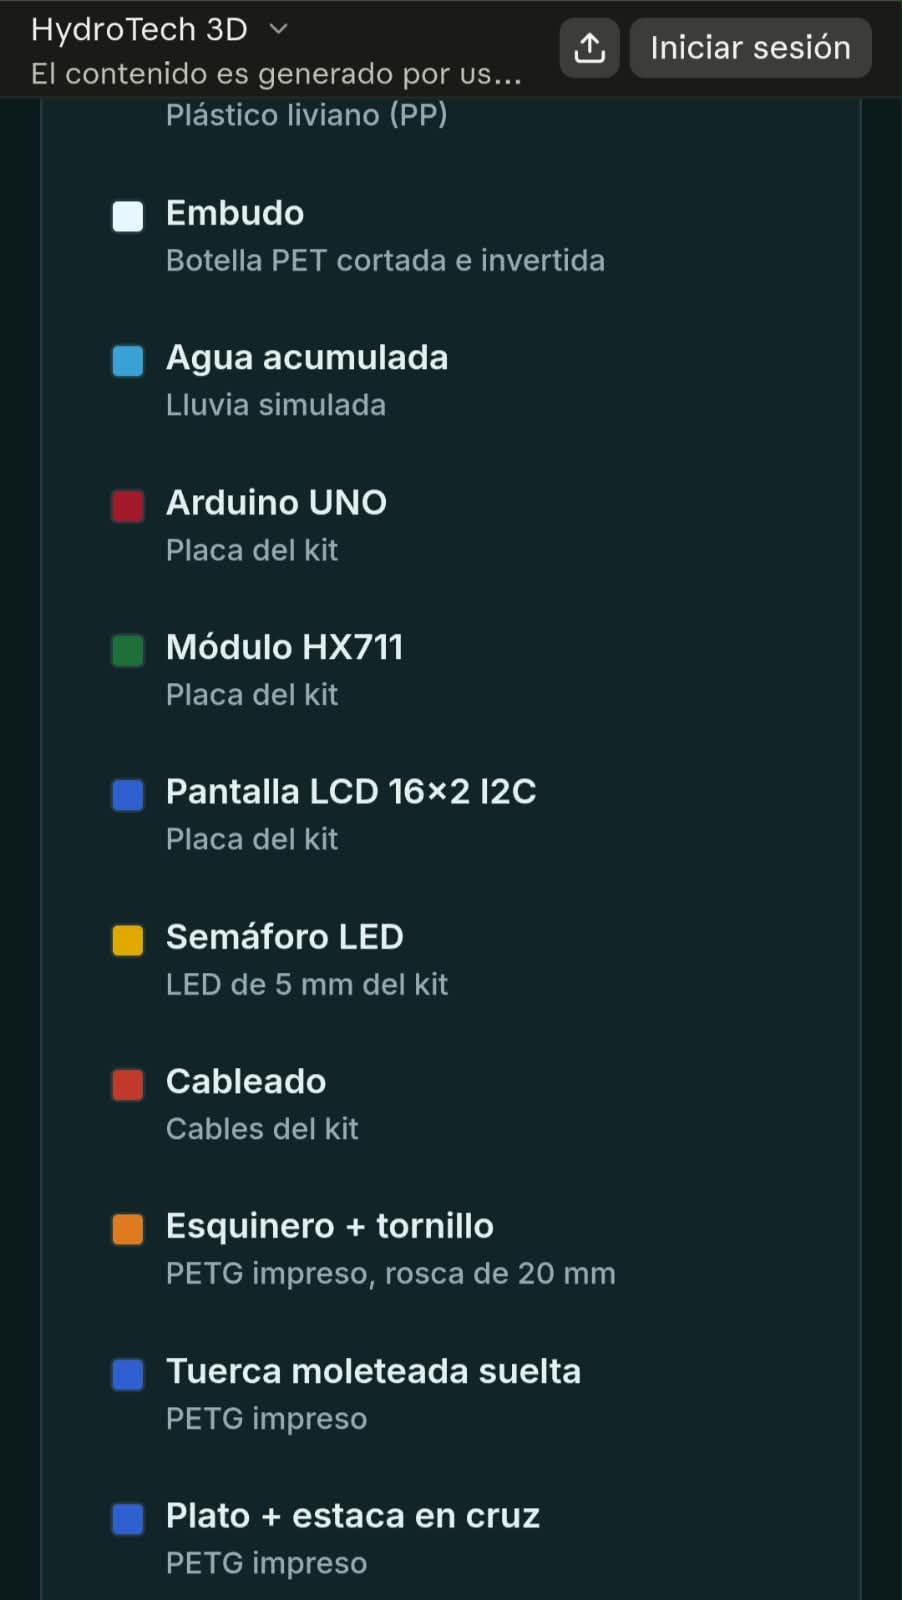 HydroTech 3D
El contenido es generado por us...
Iniciar sesión
Plástico liviano (PP)
Embudo
Botella PET cortada e invertida
Agua acumulada
Lluvia simulada
Arduino UNO
Placa del kit
Módulo HX711
Placa del kit
Pantalla LCD 16×2 I2C
Placa del kit
Semáforo LED
LED de 5 mm del kit
Cableado
Cables del kit
Esquinero + tornillo
PETG impreso, rosca de 20 mm
Tuerca moleteada suelta
PETG impreso
Plato + estaca en cruz
PETG impreso